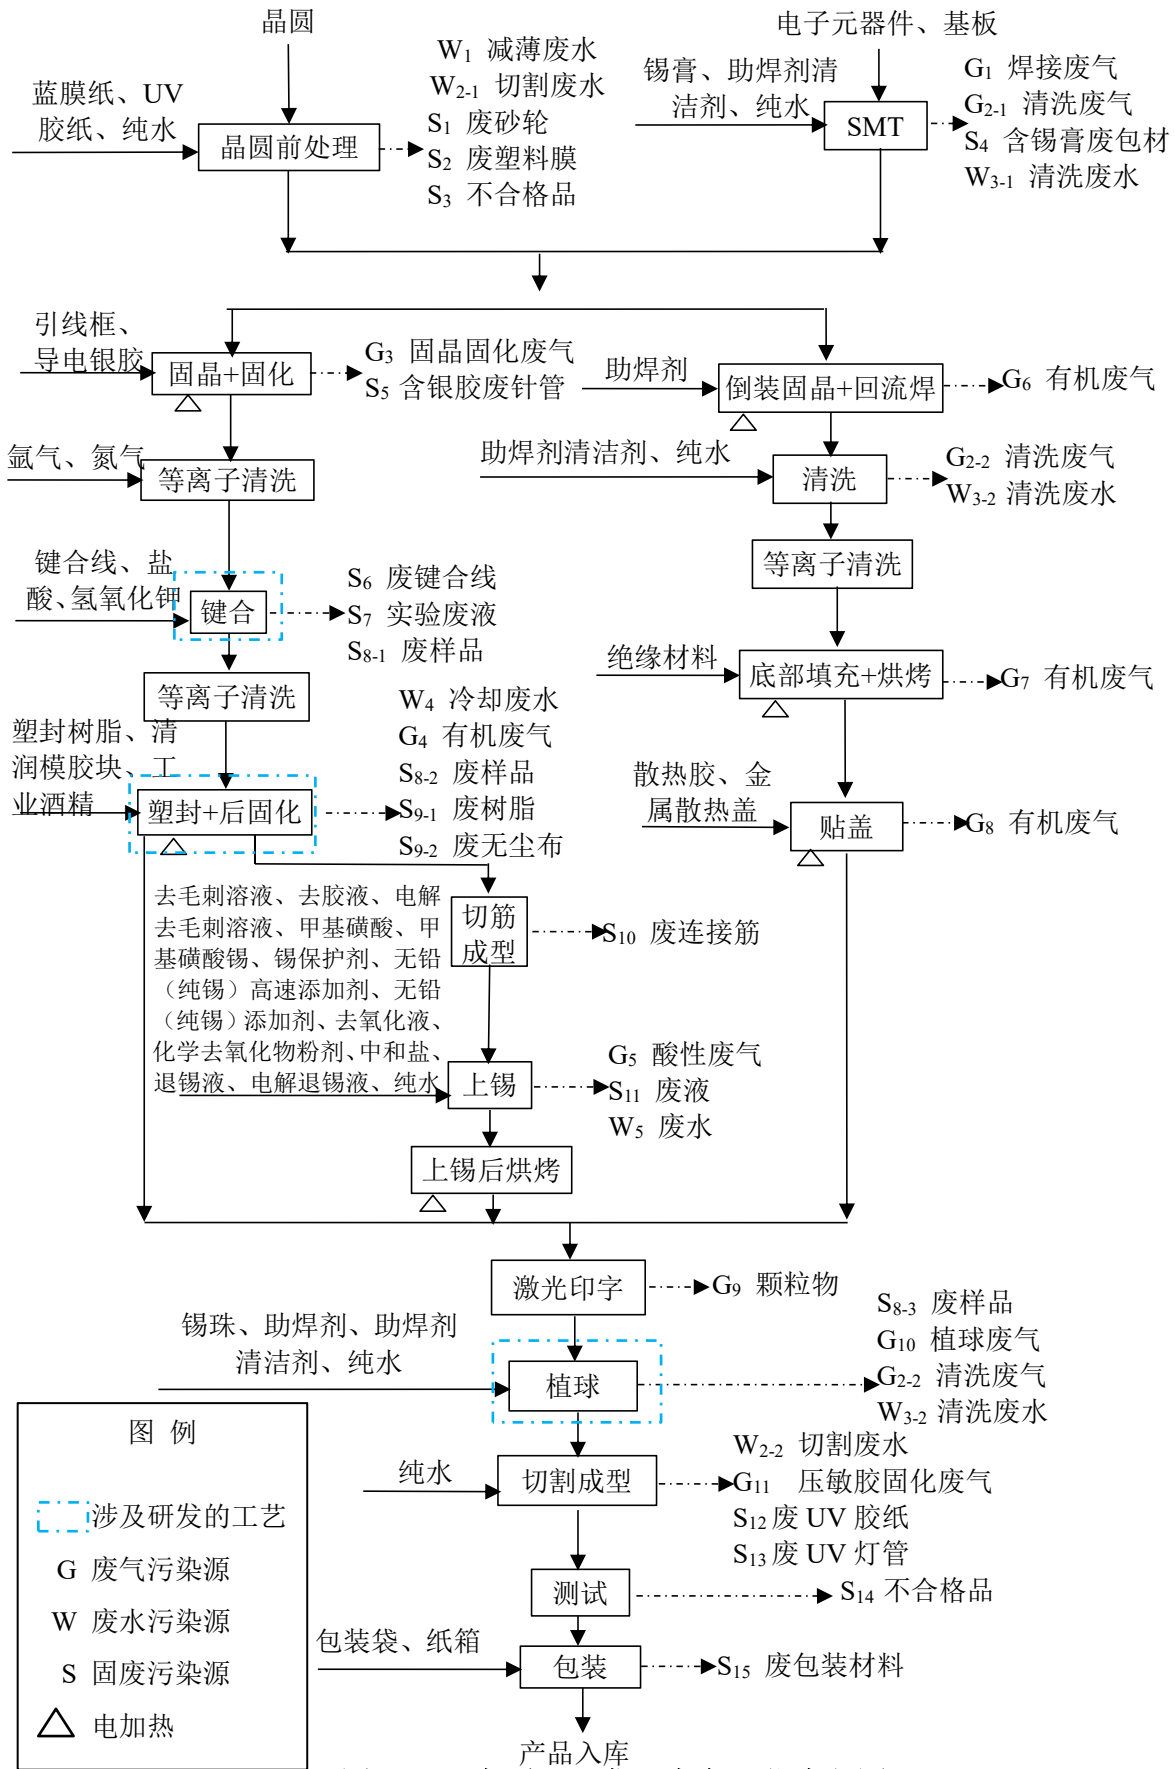 晶圆
电子元器件、基板
W1 减薄废水
W2-1 切割废水
S1 废砂轮
S2 废塑料膜
S3 不合格品
蓝膜纸、UV
胶纸、纯水
晶圆前处理
锡膏、助焊剂清
洁剂、纯水
SMT
G1 焊接废气
G2-1 清洗废气
S4 含锡膏废包材
W3-1 清洗废水
引线框、
导电银胶
固晶+固化
G3 固晶固化废气
S5 含银胶废针管
助焊剂
倒装固晶+回流焊
G6 有机废气
氩气、氮气
等离子清洗
助焊剂清洁剂、纯水
清洗
G2-2 清洗废气
W3-2 清洗废水
等离子清洗
键合线、盐
酸、氢氧化钾
键合
S6 废键合线
S7 实验废液
S8-1 废样品
等离子清洗
绝缘材料
底部填充+烘烤
G7 有机废气
塑封树脂、清
润模胶块、工
业酒精
塑封+后固化
W4 冷却废水
G4 有机废气
S8-2 废样品
S9-1 废树脂
S9-2 废无尘布
散热胶、金
属散热盖
贴盖
G8 有机废气
切筋
成型
S10 废连接筋
去毛刺溶液、去胶液、电解
去毛刺溶液、甲基磺酸、甲
基磺酸锡、锡保护剂、无铅
（纯锡）高速添加剂、无铅
（纯锡）添加剂、去氧化液、
化学去氧化物粉剂、中和盐、
退锡液、电解退锡液、纯水
上锡
G5 酸性废气
S11 废液
W5 废水
上锡后烘烤
激光印字
G9 颗粒物
锡珠、助焊剂、助焊剂
清洁剂、纯水
植球
S8-3 废样品
G10 植球废气
G2-2 清洗废气
W3-2 清洗废水
纯水
切割成型
W2-2 切割废水
G11 压敏胶固化废气
S12 废 UV 胶纸
S13 废 UV 灯管
测试
S14 不合格品
包装袋、纸箱
包装
S15 废包装材料
产品入库
图 例
涉及研发的工艺
G 废气污染源
W 废水污染源
S 固废污染源
电加热